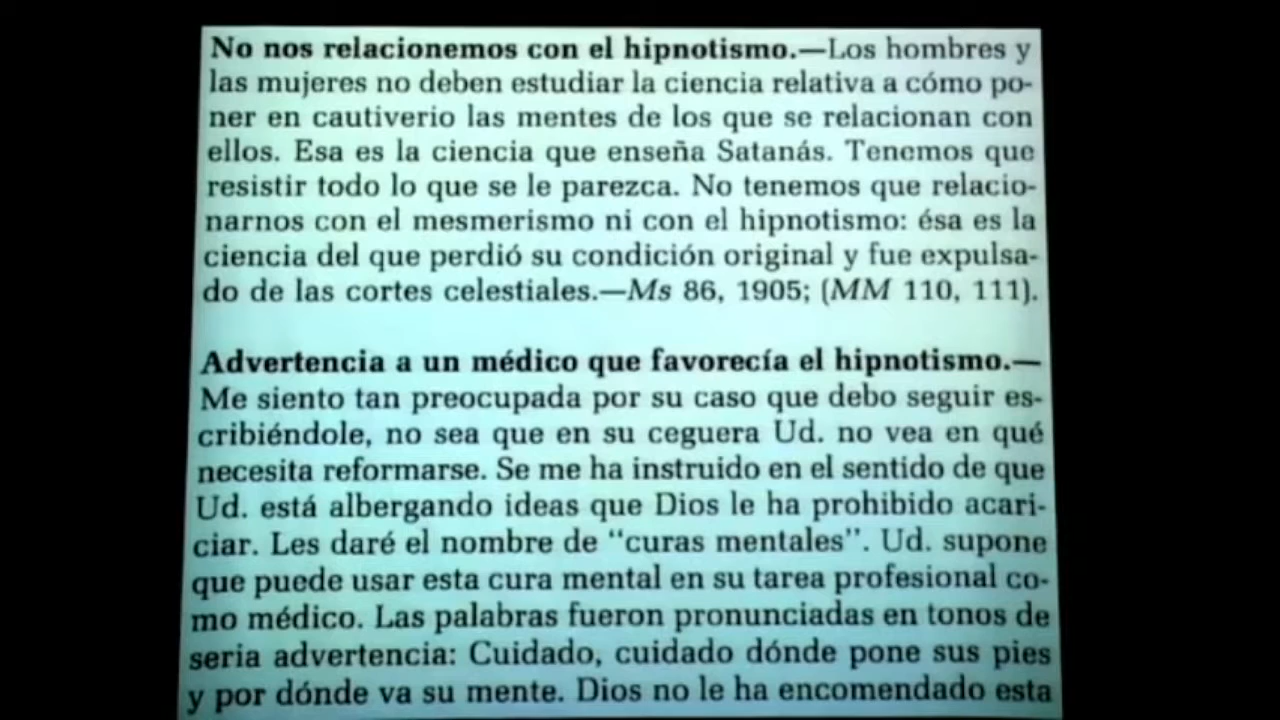 No nos relacionemos con el hipnotismo.—Los hombres y
las mujeres no deben estudiar la ciencia relativa a cómo po-
ner en cautiverio las mentes de los que se relacionan con
ellos. Esa es la ciencia que enseña Satanás. Tenemos que
resistir todo lo que se le parezca. No tenemos que relacio-
narnos con el mesmerismo ni con el hipnotismo: ésa es la
ciencia del que perdió su condición original y fue expulsa-
do de las cortes celestiales.—Ms 86, 1905; (MM 110, 111).
Advertencia a un médico que favorecía el hipnotismo.—
Me siento tan preocupada por su caso que debo seguir es-
cribiéndole, no sea que en su ceguera Ud. no vea en qué
necesita reformarse. Se me ha instruido en el sentido de que
Ud. está albergando ideas que Dios le ha prohibido acari-
ciar. Les daré el nombre de “curas mentales”. Ud. supone
que puede usar esta cura mental en su tarea profesional co-
mo médico. Las palabras fueron pronunciadas en tonos de
seria advertencia: Cuidado, cuidado dónde pone sus pies
y por dónde va su mente. Dios no le ha encomendado esta